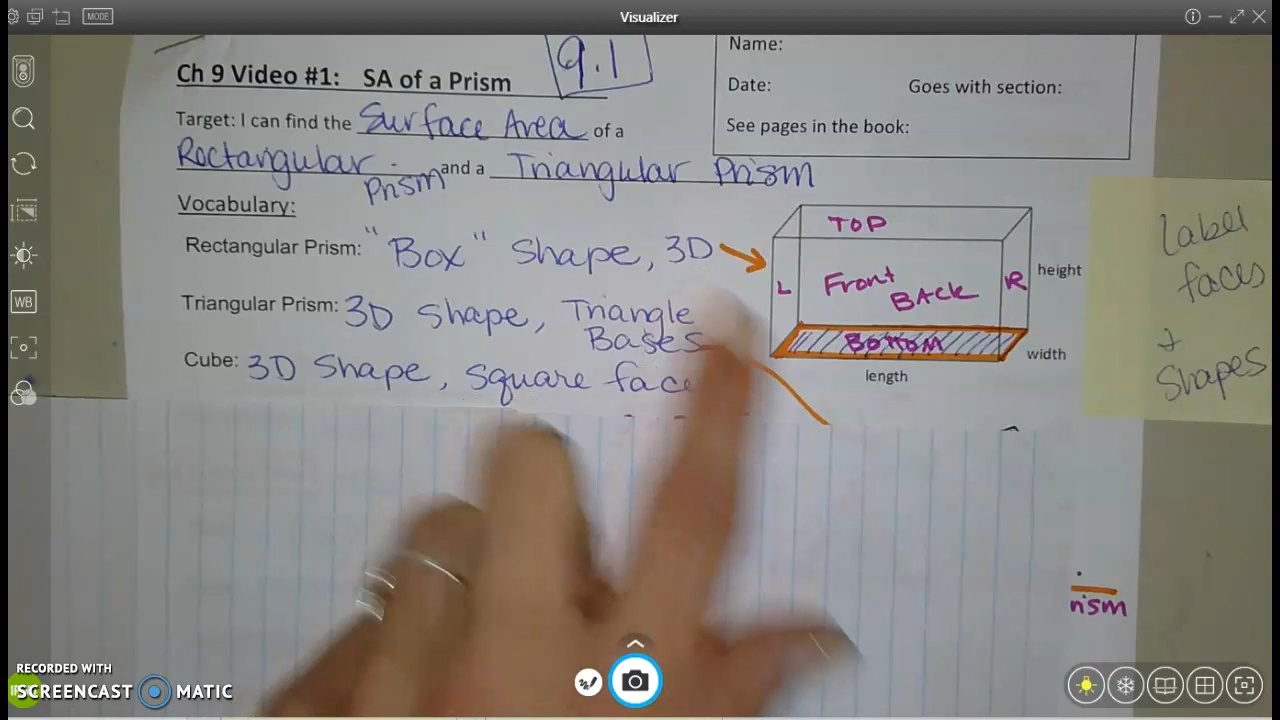 MODE
Visualizer
Ch 9 Video #1: SA of a Prism
9.1
Name:
Date: Goes with section:
See pages in the book:
Target: I can find the Surface Area of a
Rectangular Prism and a Triangular Prism
Vocabulary:
Rectangular Prism: "Box" Shape, 3D
Triangular Prism: 3D Shape, Triangle
Bases
Cube: 3D Shape, square face
TOP
L Front BACK R
BOTTOM
height
width
length
label
faces
+
Shapes
nism
WB
RECORDED WITH
SCREENCAST MATIC